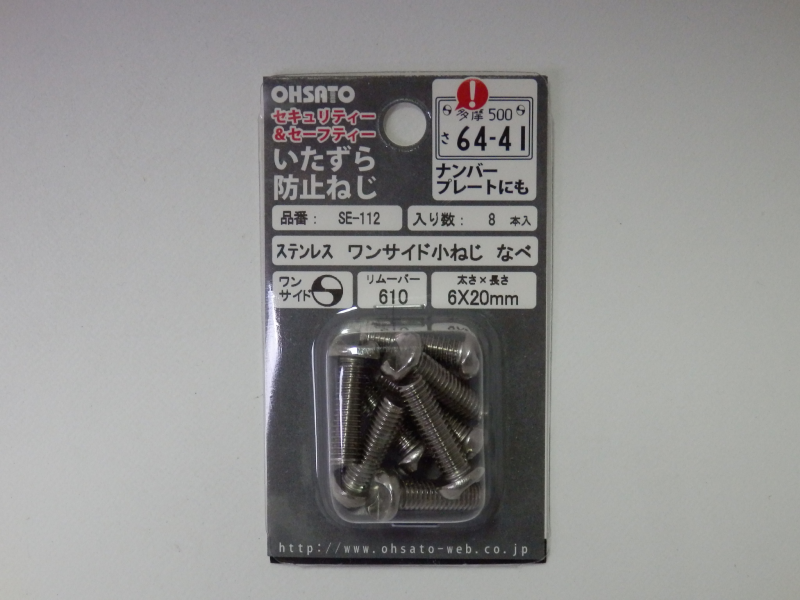 OHSATO
セキュリティー
&セーフティー
いたずら
防止ねじ
!
多摩 500
さ 64-41
ナンバー
プレートにも
品番: SE-112
入り数: 8 本入
ステンレス ワンサイド小ねじ なべ
ワン
サイド
リムーバー
610
太さ×長さ
6X20mm
http://www.ohsato-web.co.jp